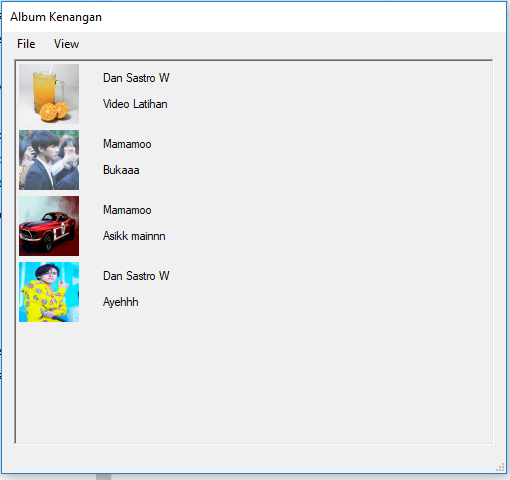 Album Kenangan
File View
Dan Sastro W
Video Latihan
Mamamoo
Bukaaa
Mamamoo
Asikk mainnn
Dan Sastro W
Ayehhh